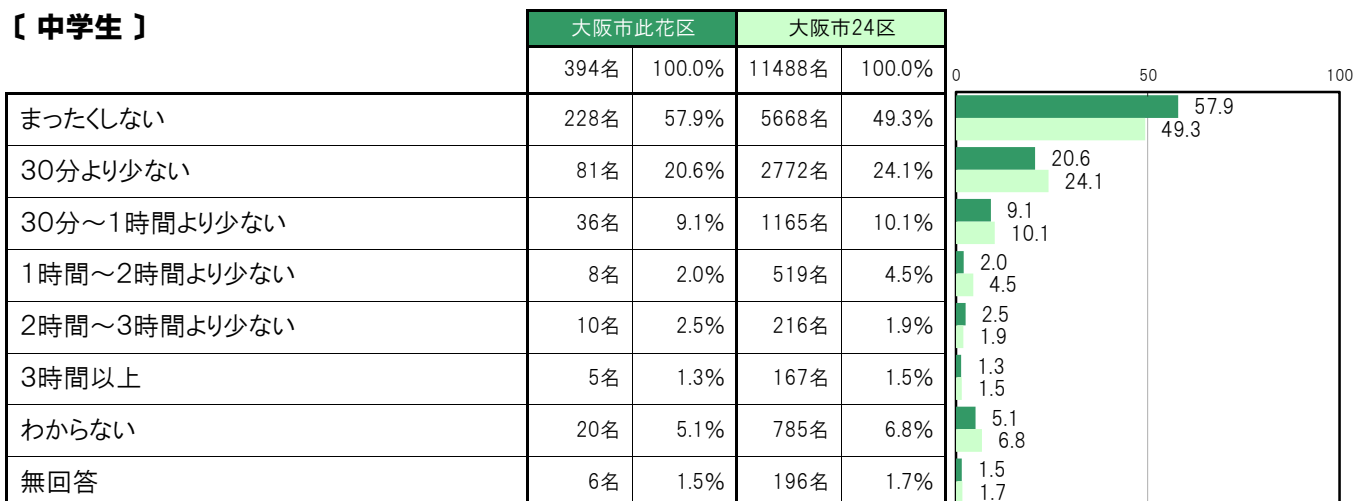 〔 中学生 〕
大阪市此花区 大阪市24区
394名 100.0% 11488名 100.0%
0 50 100
まったくしない 228名 57.9% 5668名 49.3% 57.9
49.3
30分より少ない 81名 20.6% 2772名 24.1% 20.6
24.1
30分～1時間より少ない 36名 9.1% 1165名 10.1% 9.1
10.1
1時間～2時間より少ない 8名 2.0% 519名 4.5% 2.0
4.5
2時間～3時間より少ない 10名 2.5% 216名 1.9% 2.5
1.9
3時間以上 5名 1.3% 167名 1.5% 1.3
1.5
わからない 20名 5.1% 785名 6.8% 5.1
6.8
無回答 6名 1.5% 196名 1.7% 1.5
1.7